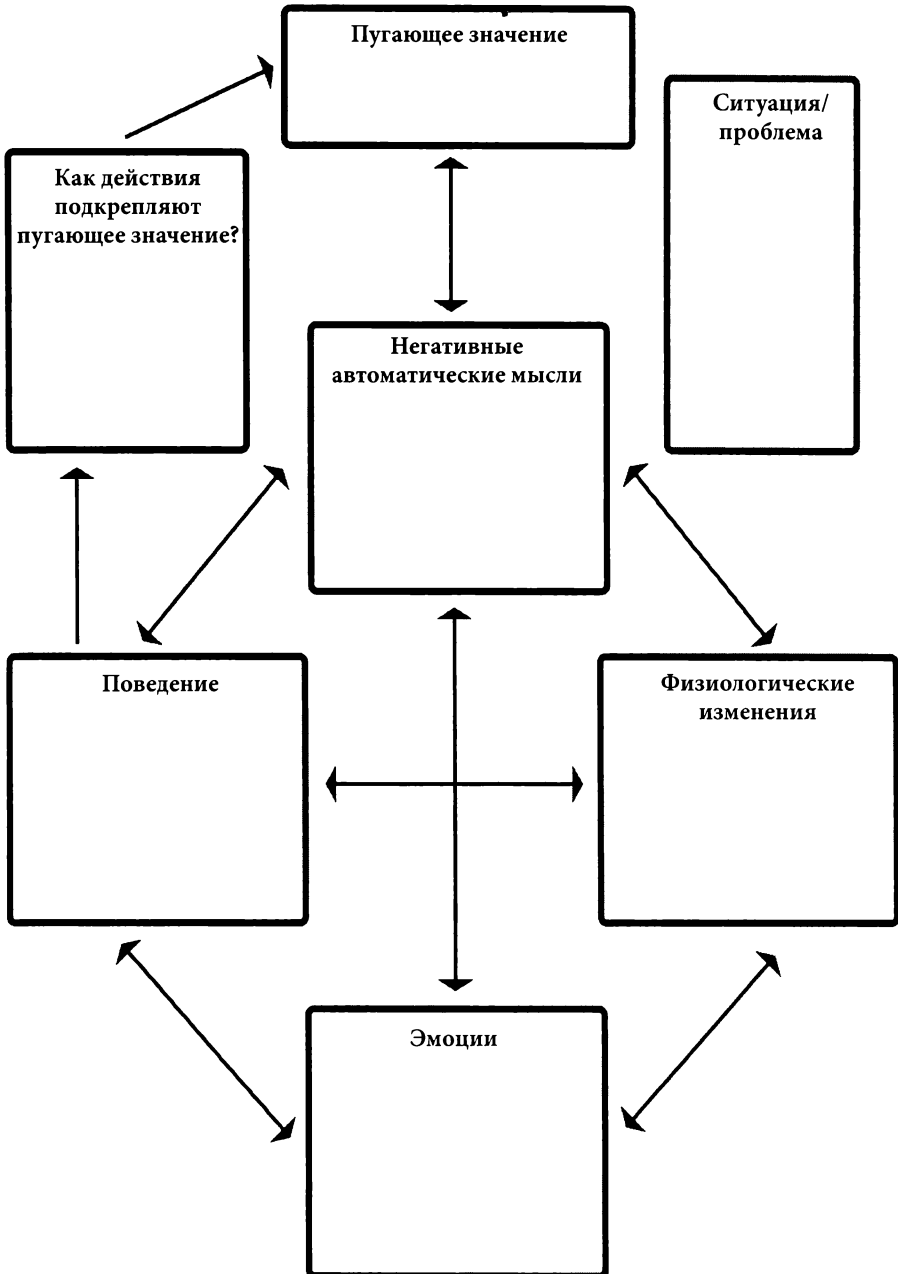 Пугающее значение
Ситуация/
проблема
Как действия
подкрепляют
пугающее значение?
Негативные
автоматические мысли
Поведение
Физиологические
изменения
Эмоции